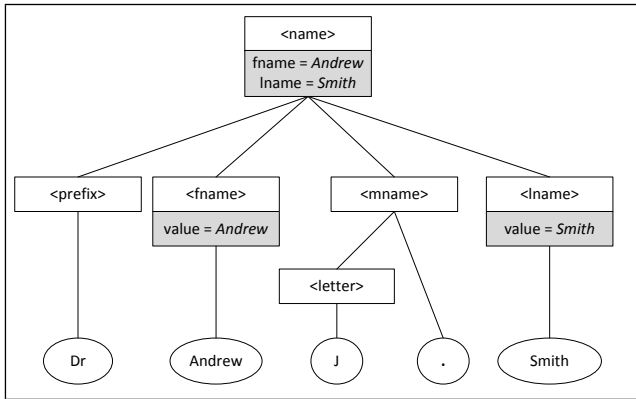 <name>
fname = Andrew
lname = Smith
<prefix>
<fname>
<mname>
<lname>
value = Andrew
value = Smith
<letter>
Dr
Andrew
J
.
Smith